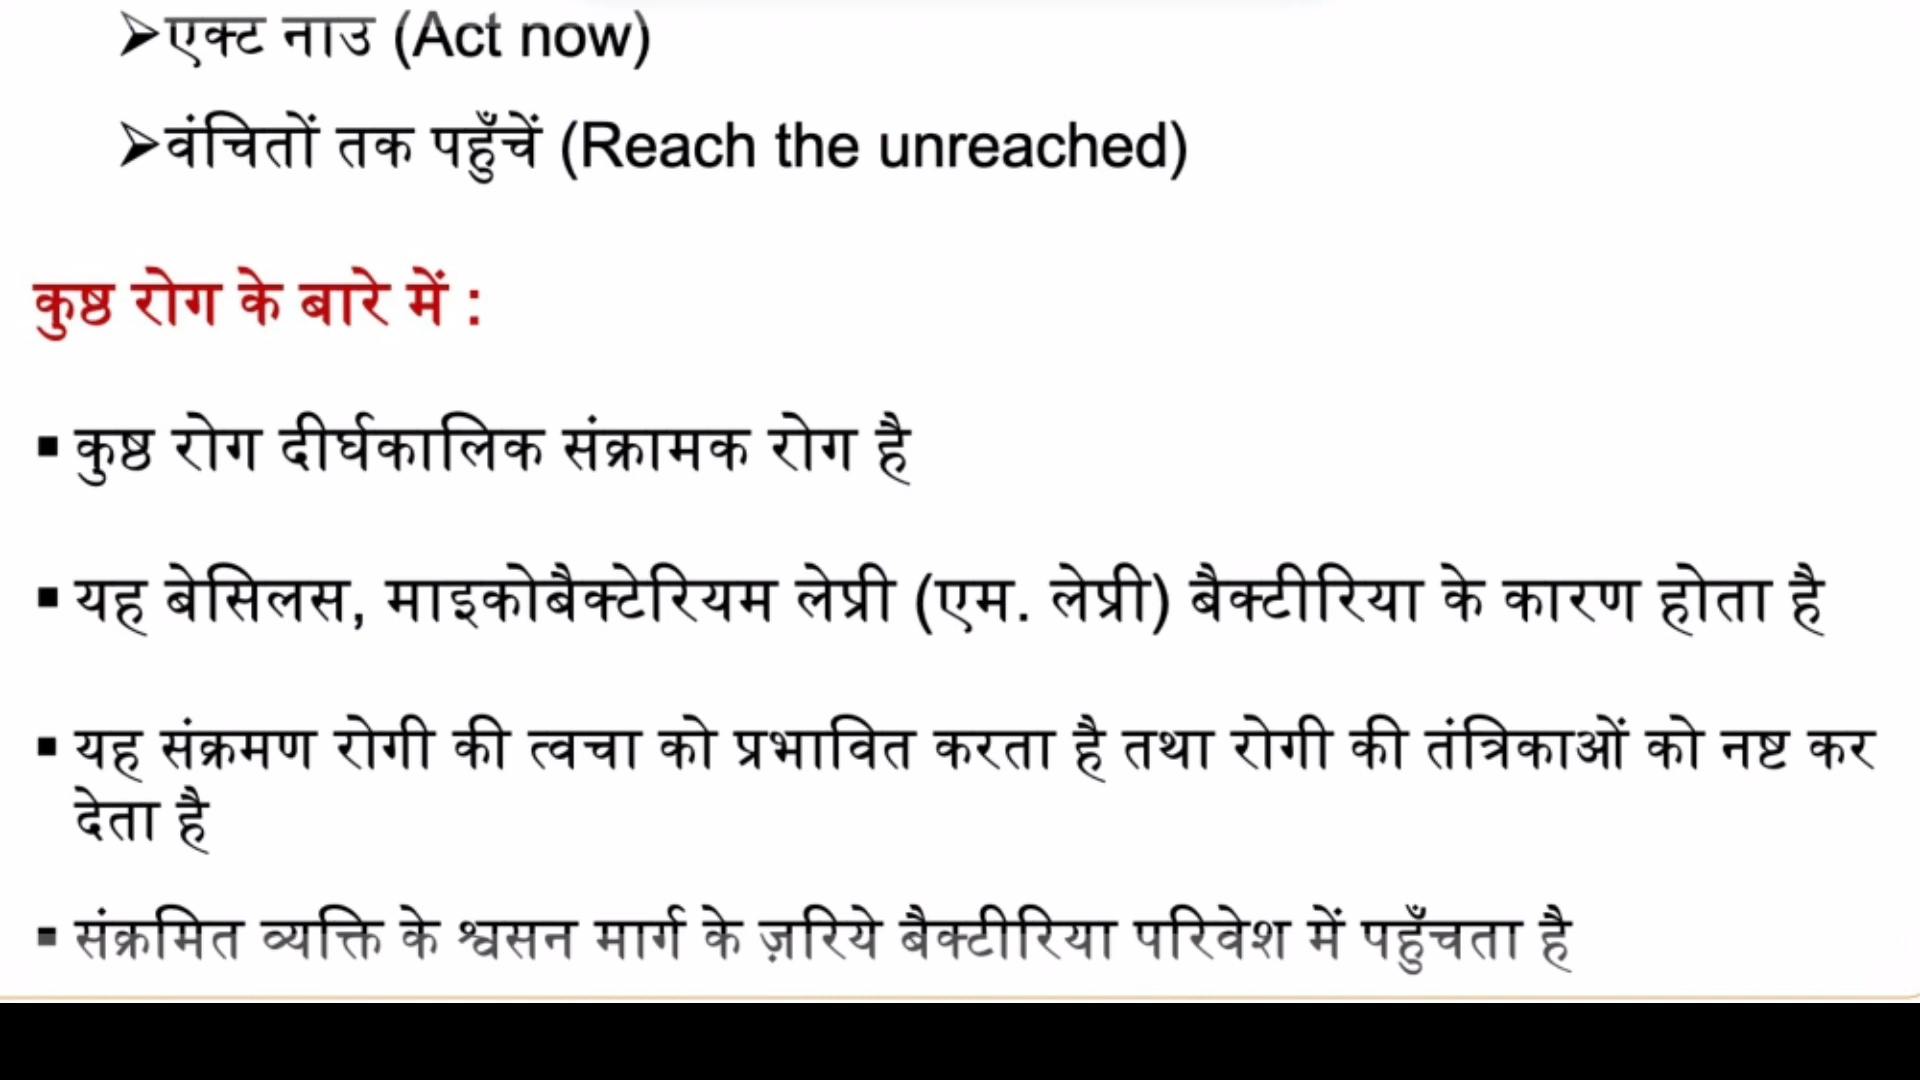 ➢एक्ट नाउ (Act now)
➢वंचितों तक पहुँचें (Reach the unreached)
कुष्ठ रोग के बारे में :
▪ कुष्ठ रोग दीर्घकालिक संक्रामक रोग है
▪ यह बेसिलस, माइकोबैक्टेरियम लेप्री (एम. लेप्री) बैक्टीरिया के कारण होता है
▪ यह संक्रमण रोगी की त्वचा को प्रभावित करता है तथा रोगी की तंत्रिकाओं को नष्ट कर
देता है
▪ संक्रमित व्यक्ति के श्वसन मार्ग के ज़रिये बैक्टीरिया परिवेश में पहुँचता है